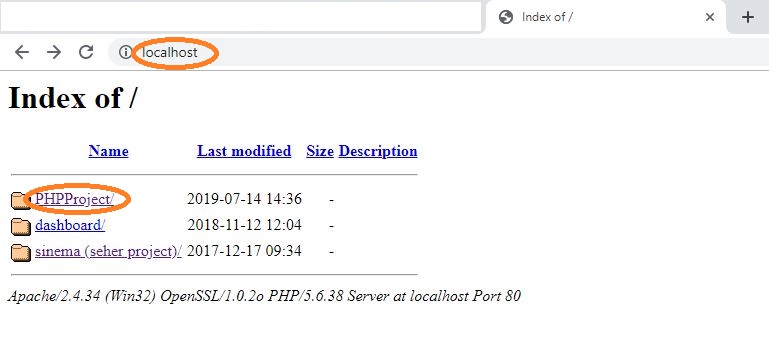 Index of /
localhost
Index of /
Name Last modified Size Description
PHPProject/ 2019-07-14 14:36 -
dashboard/ 2018-11-12 12:04 -
sinema (seher project)/ 2017-12-17 09:34 -
Apache/2.4.34 (Win32) OpenSSL/1.0.2o PHP/5.6.38 Server at localhost Port 80